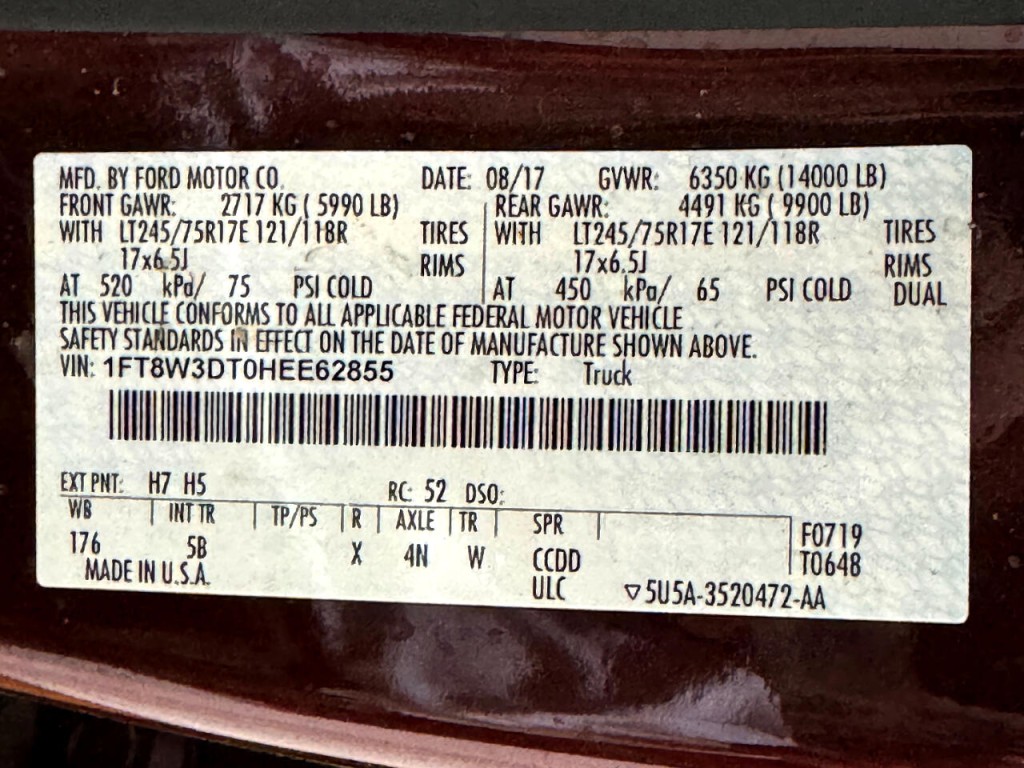 MFD. BY FORD MOTOR CO. DATE: 08/17 GVWR: 6350 KG (14000 LB)
FRONT GAWR: 2717 KG ( 5990 LB) REAR GAWR: 4491 KG ( 9900 LB)
WITH LT245/75R17E 121/118R TIRES WITH LT245/75R17E 121/118R TIRES
17x6.5J RIMS 17x6.5J RIMS
AT 520 kPa/ 75 PSI COLD AT 450 kPa/ 65 PSI COLD DUAL
THIS VEHICLE CONFORMS TO ALL APPLICABLE FEDERAL MOTOR VEHICLE
SAFETY STANDARDS IN EFFECT ON THE DATE OF MANUFACTURE SHOWN ABOVE.
VIN: 1FT8W3DT0HEE62855 TYPE: Truck
EXT PNT: H7 H5 RC: 52 DSO:
WB INT TR TP/PS R AXLE TR SPR F0719
176 5B X 4N W CCDD T0648
MADE IN U.S.A. ULC ▽5U5A-3520472-AA